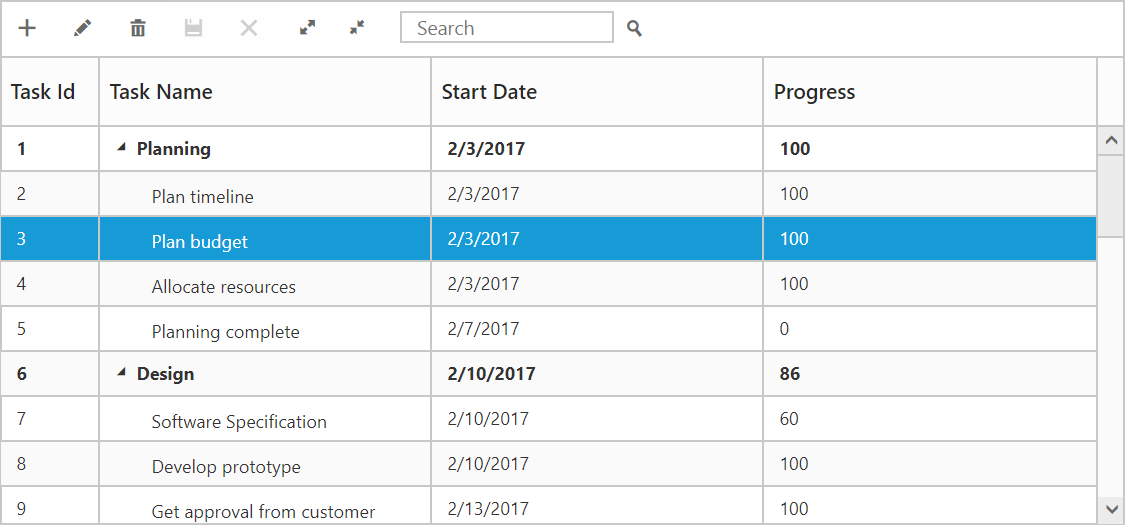 Search
Task Id Task Name Start Date Progress
1 Planning 2/3/2017 100
2 Plan timeline 2/3/2017 100
3 Plan budget 2/3/2017 100
4 Allocate resources 2/3/2017 100
5 Planning complete 2/7/2017 0
6 Design 2/10/2017 86
7 Software Specification 2/10/2017 60
8 Develop prototype 2/10/2017 100
9 Get approval from customer 2/13/2017 100